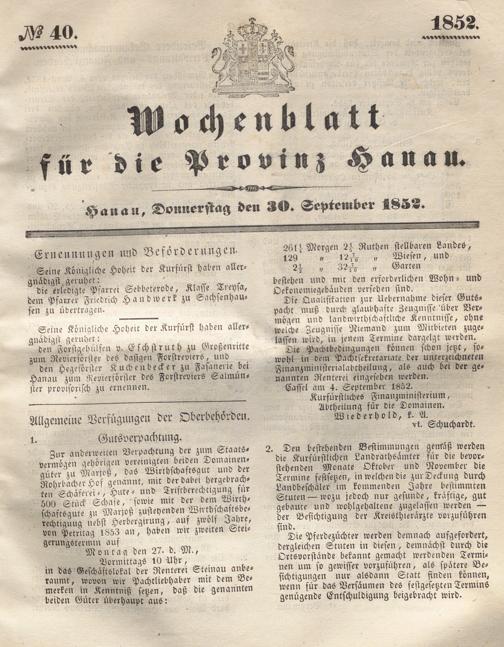 № 40.
1852.
Wochenblatt
für die Provinz Hanau.
Hanau, Donnerstag den 30. September 1852.
Ernennungen und Beförderungen.
Seine Königliche Hoheit der Kurfürst haben aller-
gnädigst geruhet:
die erledigte Pfarrei Sebbeterode, Klasse Treysa,
dem Pfarrer Friedrich Handwerk zu Sachsenhau-
sen zu übertragen.
Seine Königliche Hoheit der Kurfürst haben aller-
gnädigst geruhet:
den Forstgehülfen v. Eschstruth zu Großenritte
zum Revierförster des dasigen Forstreviers, und
den Hegeförster Kuchenbecker zu Fasanerie bei
Hanau zum Revierförster des Forstreviers Salmün-
ster provisorisch zu ernennen.
Allgemeine Verfügungen der Oberbehörden.
1. Gutsverpachtung.
Zur anderweiten Verpachtung der zum Staats-
vermögen gehörigen vereinigten beiden Domainen-
güter zu Marjoß, das Wirthschaftsgut und der
Rohrbacher Hof genannt, mit der dabei hergebrach-
ten Schäferei-, Hute- und Triftberechtigung für
500 Stück Schafe, sowie mit der dem Wirth-
schaftsgute zu Marjoß zustehenden Wirthschaftsbe-
rechtigung nebst Herbergirung, auf zwölf Jahre,
von Petritag 1853 an, haben wir zweiten Stei-
gerungstermin auf
Montag den 27. d. M.,
Vormittags 10 Uhr,
in das Geschäftslokal der Renterei Steinau anbe-
raumt, wovon wir Pachtliebhaber mit dem Be-
merken in Kenntniß setzen, daß die genannten
beiden Güter überhaupt aus:
261¼ Morgen 2½ Ruthen stellbaren Landes,
129 „ „ Wiesen, und
„ „ Garten
bestehen und mit den erforderlichen Wohn- und
Oekonomiegebäuden versehen sind.
Die Qualifikation zur Uebernahme dieser Guts-
pacht muß durch glaubhafte Zeugnisse über Ver-
mögen und landwirthschaftliche Kenntnisse, ohne
welche Zeugnisse Niemand zum Mitbieten zuge-
lassen wird, in jenem Termine dargelegt werden.
Die Pachtbedingungen können schon jetzt, so-
wohl in dem Pachtsekretariate der unterzeichneten
Finanzministerialabtheilung, als auch bei der ge-
nannten Renterei eingesehen werden.
Cassel am 4. September 1852.
Kurfürstliches Finanzministerium,
Abtheilung für die Domainen.
Wiederhold, k. A.
vt. Schuchardt.
2. Den bestehenden Bestimmungen gemäß werden
die Kurfürstlichen Landrathsämter für die bevor-
stehenden Monate Oktober und November die
Termine festsetzen, in welchen die zur Deckung durch
Landbeschäler im kommenden Jahre bestimmten
Stuten — wozu jedoch nur gesunde, kräftige, gut
gebaute und wohlgehaltene zugelassen werden —
der Besichtigung der Kreisthierärzte vorzuführen
sind.
Die Pferdezüchter werden demnach aufgefordert,
dergleichen Stuten in diesen, demnächst durch die
Ortsvorstände bekannt gemacht werdenden Termi-
nen um so gewisser vorzuführen, als spätere Be-
sichtigungen nur alsdann Statt finden können,
wenn für das Versäumen des festgesetzten Termins
genügende Entschuldigung beigebracht wird.